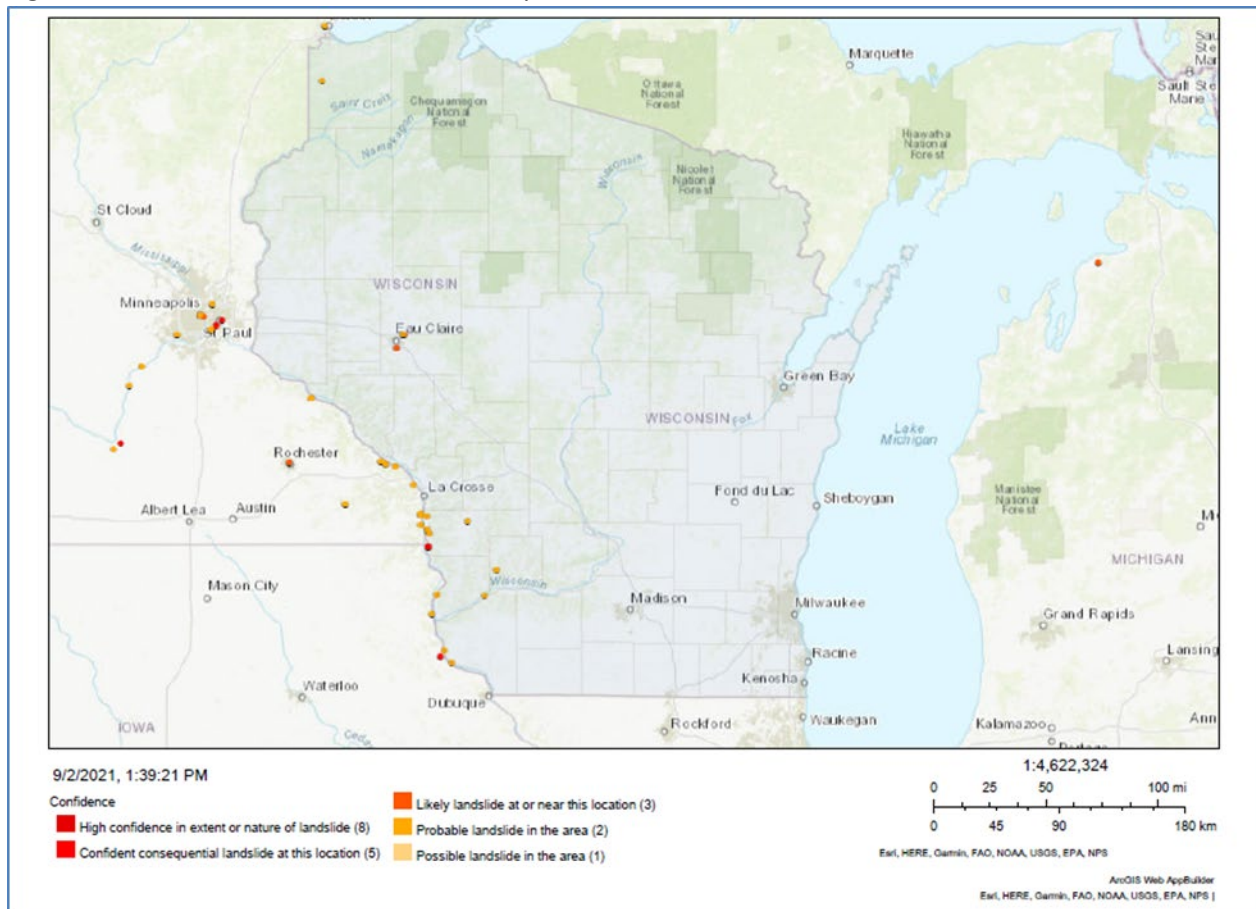 Marquette
Sau
Ste
Mar
Sault Ste
Marie
Ottawa
National
Forest
Saint Croix
Chequamegon
National
Forest
Namekagon
Hiawatha
National
Forest
Wisconsin
Nicolet
National
Forest
St Cloud
Mississippi
WISCONSIN
Minneapolis
St Paul
Eau Claire
Green Bay
WISCONSIN
Fox
Lake
Michigan
Rochester
La Crosse
Fond du Lac
Sheboygan
Manistee
National
Forest
Albert Lea
Austin
MICHIGAN
Mason City
Wisconsin
Madison
Milwaukee
Grand Rapids
Racine
Lansing
Kenosha
Waterloo
Dubuque
Rockford
Waukegan
Kalamazoo
Ann
IOWA
9/2/2021, 1:39:21 PM
1:4,622,324
Confidence
0 25 50 100 mi
0 45 90 180 km
High confidence in extent or nature of landslide (8)
Confident consequential landslide at this location (5)
Likely landslide at or near this location (3)
Probable landslide in the area (2)
Possible landslide in the area (1)
Esri, HERE, Garmin, FAO, NOAA, USGS, EPA, NPS
ArcGIS Web AppBuilder
Esri, HERE, Garmin, FAO, NOAA, USGS, EPA, NPS |